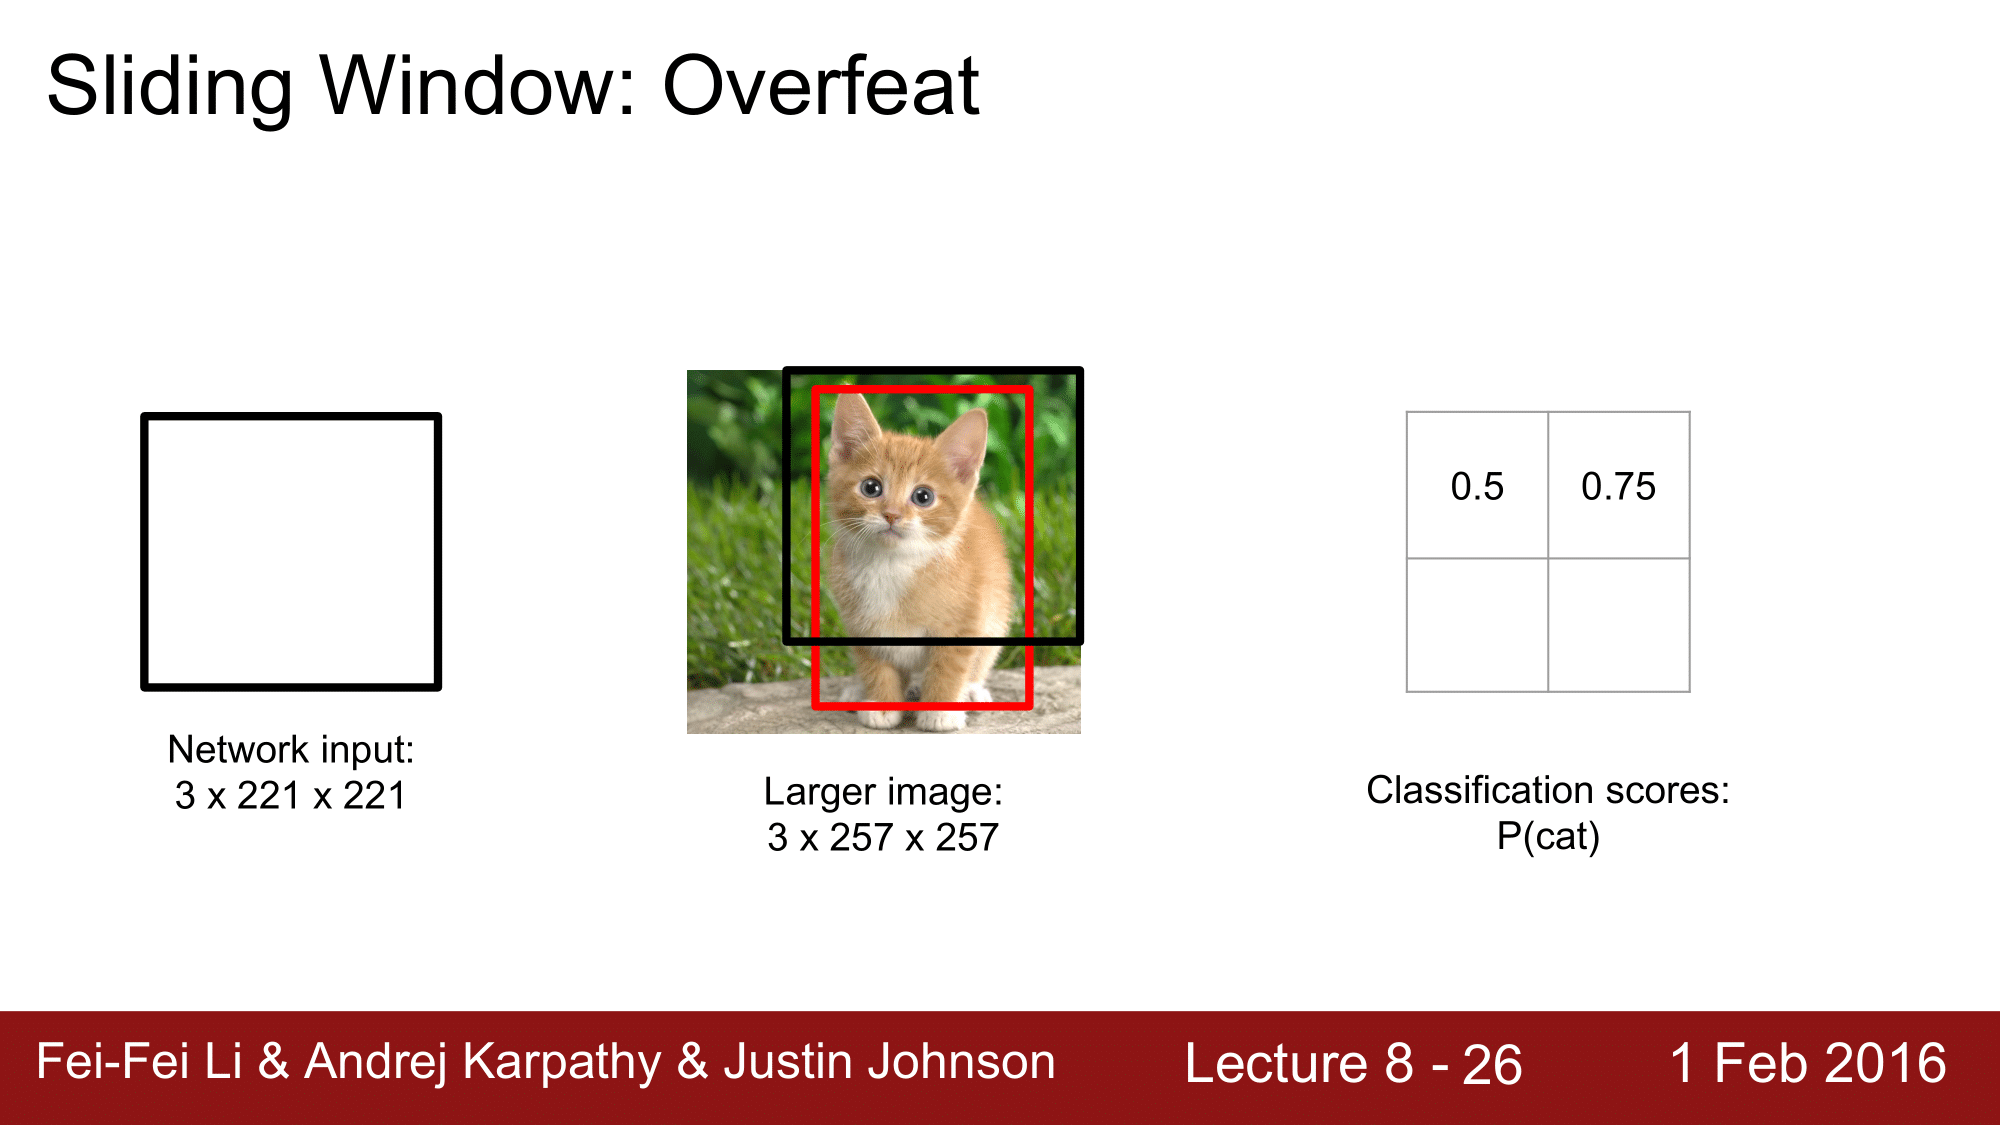 Sliding Window: Overfeat
Network input:
3 x 221 x 221
Larger image:
3 x 257 x 257
0.5 0.75
Classification scores:
P(cat)
Fei-Fei Li & Andrej Karpathy & Justin Johnson
Lecture 8 - 26
1 Feb 2016